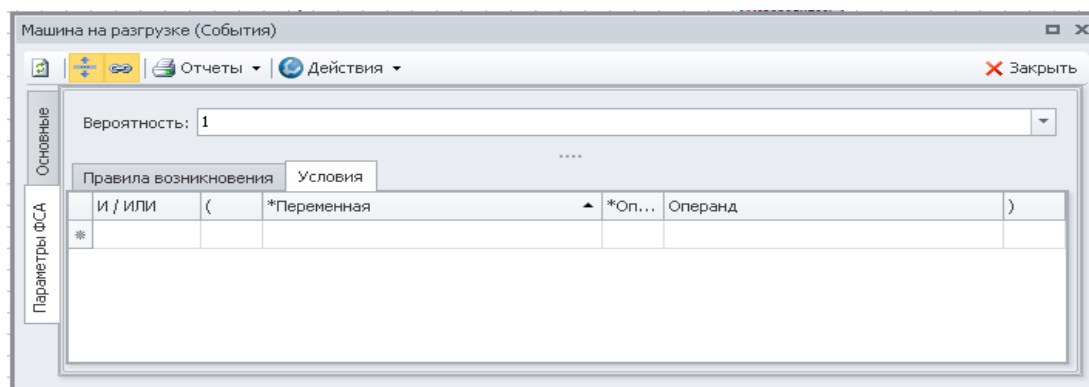 Машина на разгрузке (События)
Отчеты Действия Закрыть
Основные
Параметры ФСА
Вероятность: 1
Правила возникновения Условия
И / ИЛИ ( *Переменная *Оп... Операнд )